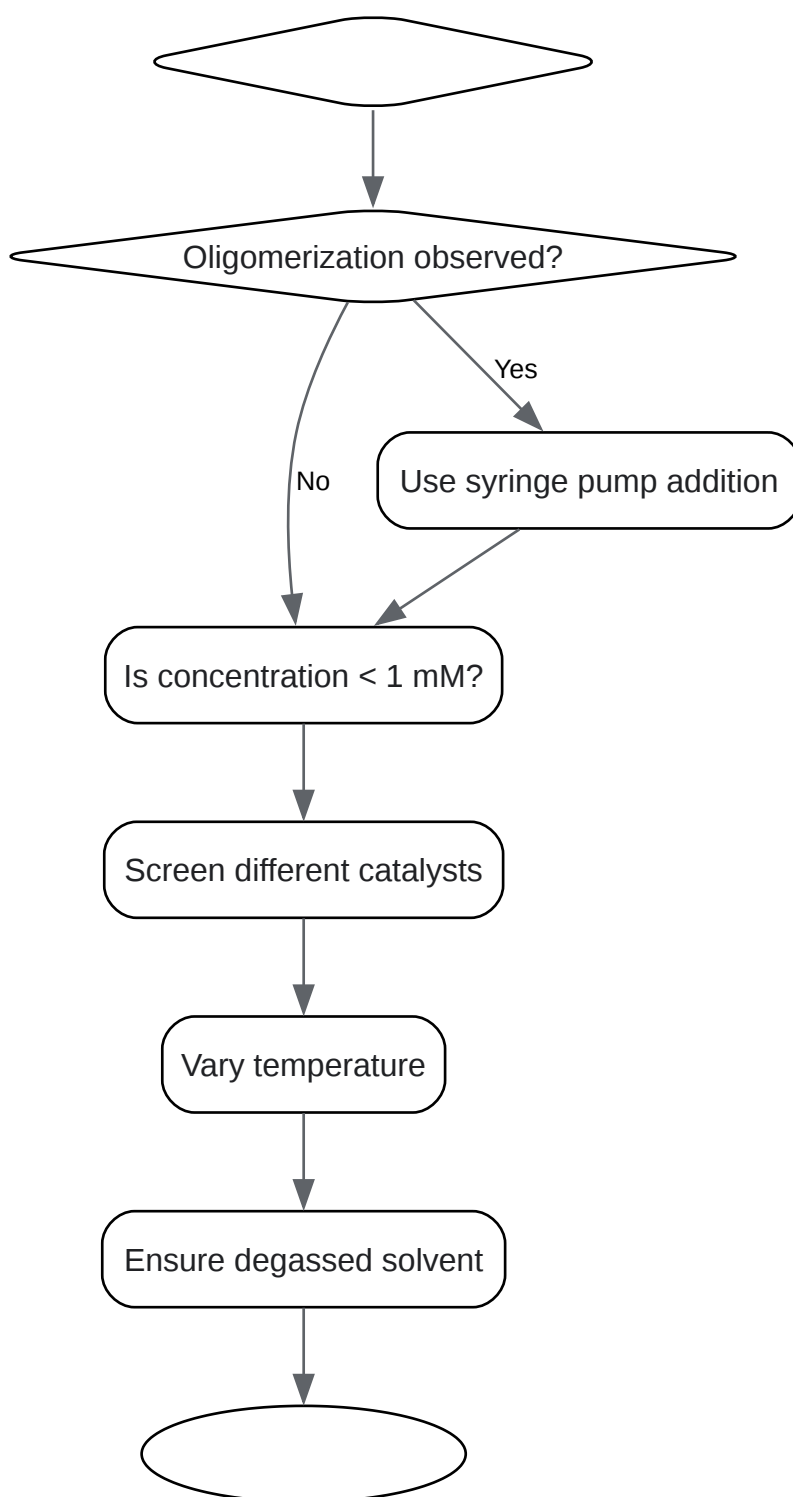 Oligomerization observed?
Yes
No
Use syringe pump addition
Is concentration < 1 mM?
Screen different catalysts
Vary temperature
Ensure degassed solvent